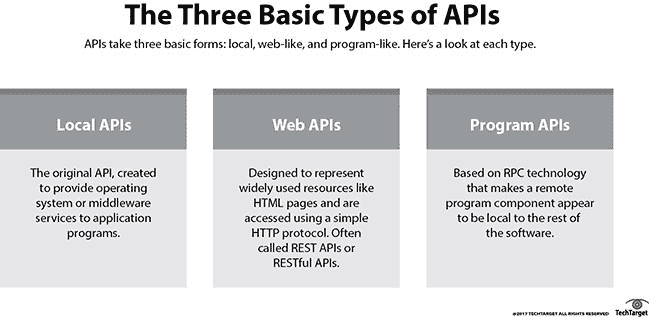 The Three Basic Types of APIs
APIs take three basic forms: local, web-like, and program-like. Here's a look at each type.
Local APIs
The original API, created
to provide operating
system or middleware
services to application
programs.
Web APIs
Designed to represent
widely used resources like
HTML pages and are
accessed using a simple
HTTP protocol. Often
called REST APIs or
RESTful APIs.
Program APIs
Based on RPC technology
that makes a remote
program component appear
to be local to the rest of
the software.
©2017 TECHTARGET ALL RIGHTS RESERVED
TechTarget